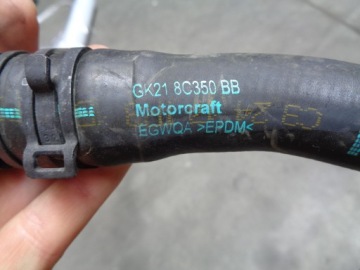 GK21 8C350 BB
Motorcraft
EGWQA >EPDM<